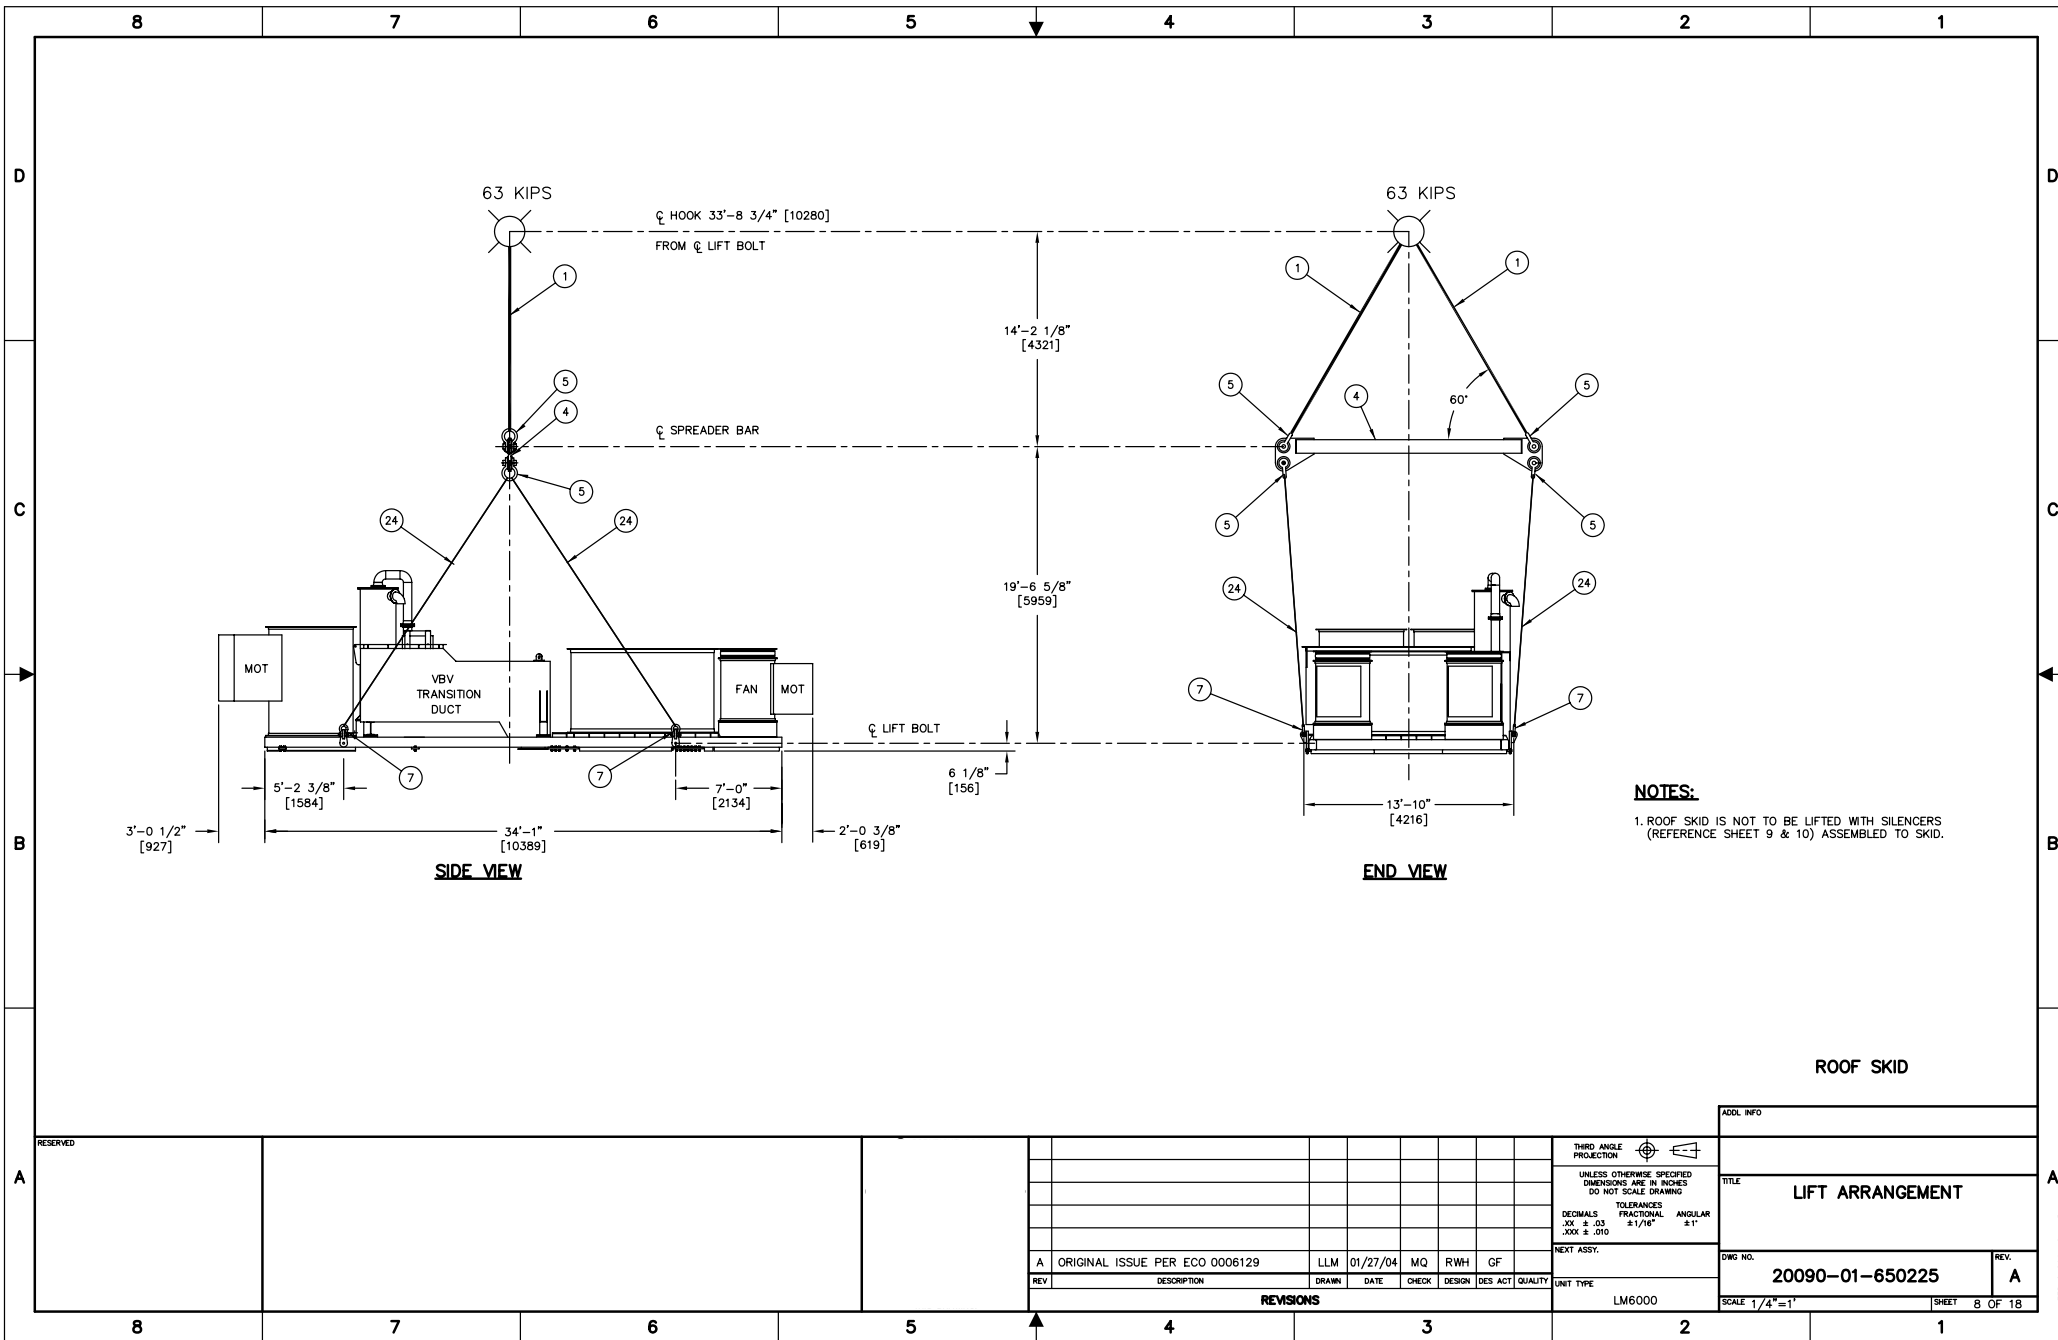 8 7 6 5 4 3 2 1
D
D
63 KIPS
63 KIPS
℄ HOOK 33'-8 3/4" [10280]
FROM ℄ LIFT BOLT
1
1
1
14'-2 1/8"
[4321]
5
4
5
5
4
5
60°
℄ SPREADER BAR
C
C
24
24
5
5
19'-6 5/8"
[5959]
24
24
MOT
VBV
TRANSITION
DUCT
FAN
MOT
7
7
℄ LIFT BOLT
7
7
5'-2 3/8"
[1584]
7'-0"
[2134]
6 1/8"
[156]
13'-10"
[4216]
3'-0 1/2"
[927]
34'-1"
[10389]
2'-0 3/8"
[619]
B
B
SIDE VIEW
END VIEW
NOTES:
1. ROOF SKID IS NOT TO BE LIFTED WITH SILENCERS
(REFERENCE SHEET 9 & 10) ASSEMBLED TO SKID.
ROOF SKID
ADDL INFO
RESERVED
A
A
THIRD ANGLE
PROJECTION
UNLESS OTHERWISE SPECIFIED
DIMENSIONS ARE IN INCHES
DO NOT SCALE DRAWING
TOLERANCES
DECIMALS FRACTIONAL ANGULAR
.XX ± .03 ±1/16" ±1°
.XXX ± .010
NEXT ASSY.
UNIT TYPE
LM6000
TITLE
LIFT ARRANGEMENT
DWG NO.
20090-01-650225
REV.
A
SCALE 1/4"=1'
SHEET 8 OF 18
A ORIGINAL ISSUE PER ECO 0006129 LLM 01/27/04 MQ RWH GF
REV DESCRIPTION DRAWN DATE CHECK DESIGN DES ACT QUALITY
REVISIONS
8 7 6 5 4 3 2 1